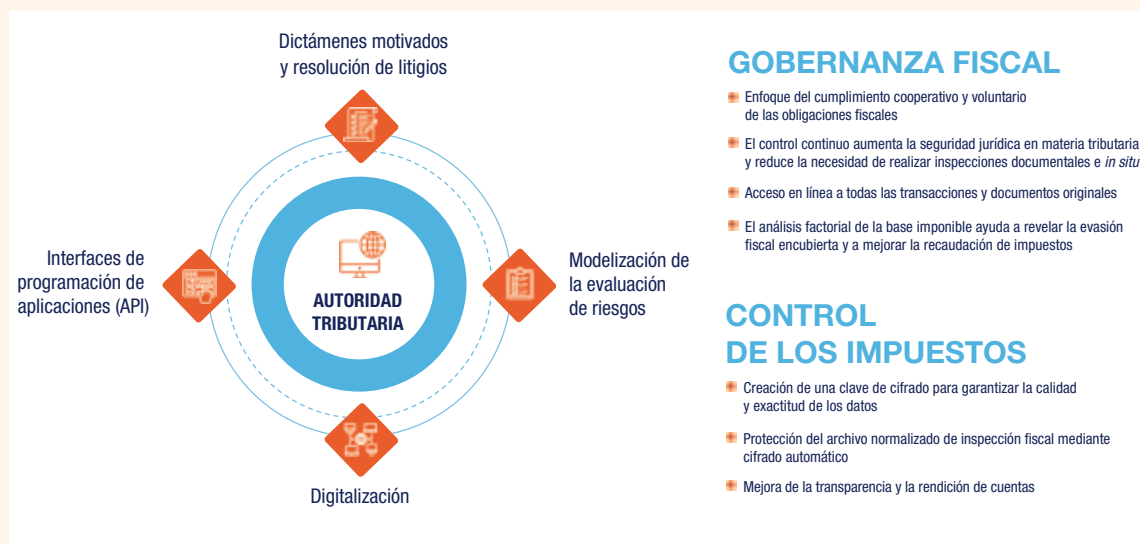 Dictámenes motivados
y resolución de litigios
Interfaces de
programación de
aplicaciones (API)
AUTORIDAD
TRIBUTARIA
Modelización de
la evaluación
de riesgos
Digitalización
GOBERNANZA FISCAL
Enfoque del cumplimiento cooperativo y voluntario
de las obligaciones fiscales
El control continuo aumenta la seguridad jurídica en materia tributaria
y reduce la necesidad de realizar inspecciones documentales e in situ
Acceso en línea a todas las transacciones y documentos originales
El análisis factorial de la base imponible ayuda a revelar la evasión
fiscal encubierta y a mejorar la recaudación de impuestos
CONTROL
DE LOS IMPUESTOS
Creación de una clave de cifrado para garantizar la calidad
y exactitud de los datos
Protección del archivo normalizado de inspección fiscal mediante
cifrado automático
Mejora de la transparencia y la rendición de cuentas